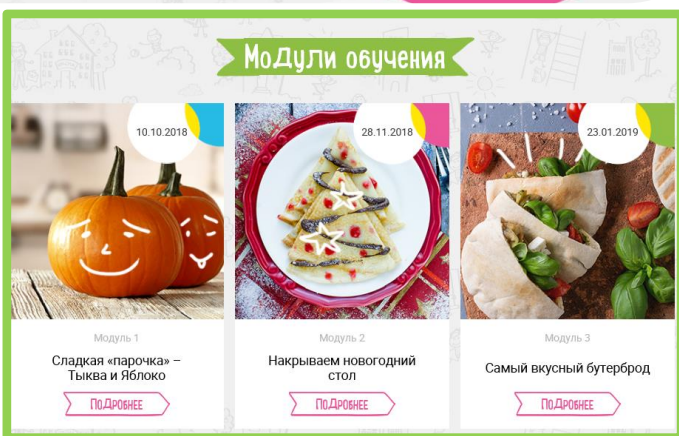 Модули обучения
10.10.2018
28.11.2018
23.01.2019
Модуль 1
Модуль 2
Модуль 3
Сладкая «парочка» –
Тыква и Яблоко
Накрываем новогодний
стол
Самый вкусный бутерброд
Подробнее
Подробнее
Подробнее